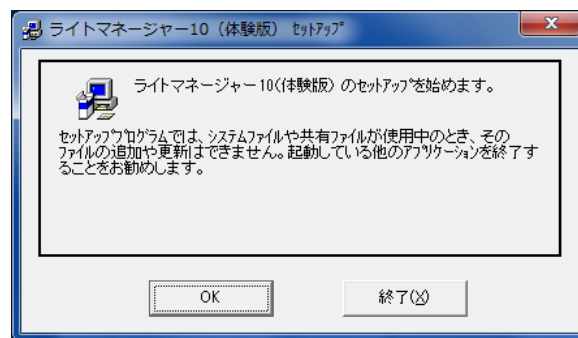 ライトマネージャー10（体験版） ｾｯﾄｱｯﾌﾟ
ライトマネージャー10(体験版) のｾｯﾄｱｯﾌﾟを始めます。
ｾｯﾄｱｯﾌﾟﾌﾟﾛｸﾞﾗﾑでは、ｼｽﾃﾑﾌｧｲﾙや共有ﾌｧｲﾙが使用中のとき、その
ﾌｧｲﾙの追加や更新はできません。起動している他のｱﾌﾟﾘｹｰｼｮﾝを終了す
ることをお勧めします。
OK
終了(X)